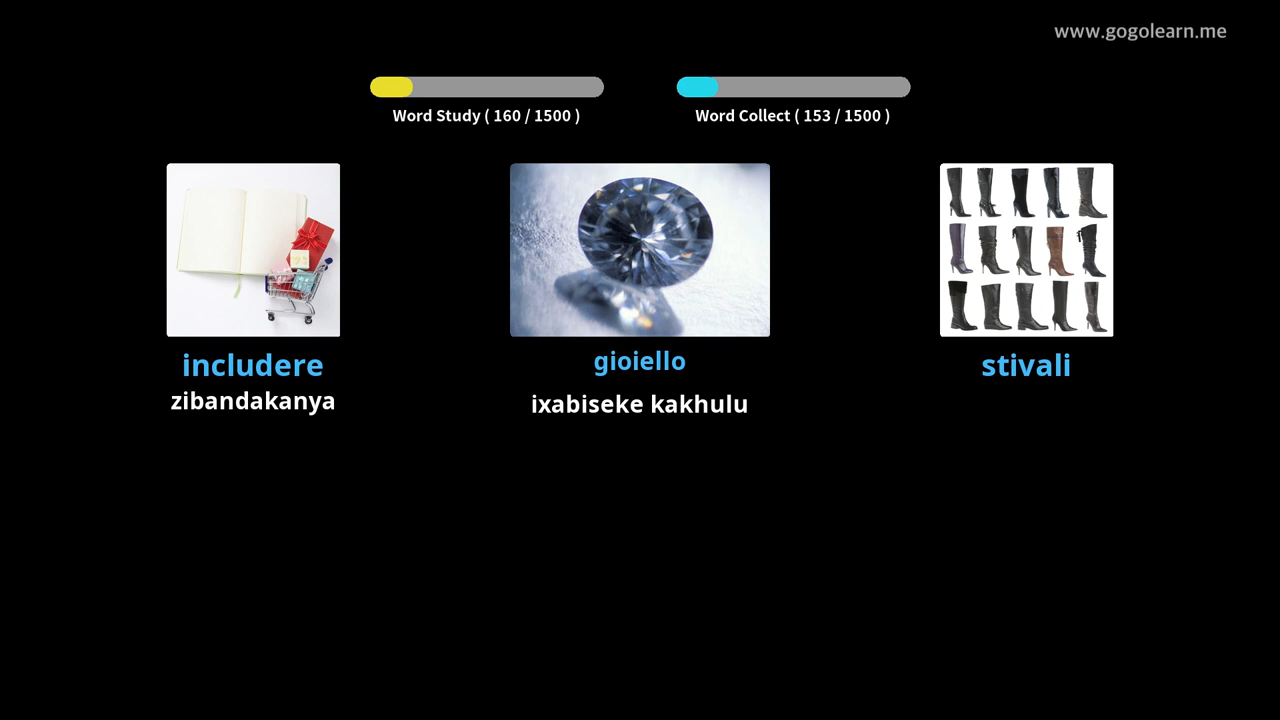 www.gogolearn.me
Word Study ( 160 / 1500 )
Word Collect ( 153 / 1500 )
includere
zibandakanya
gioiello
ixabiseke kakhulu
stivali